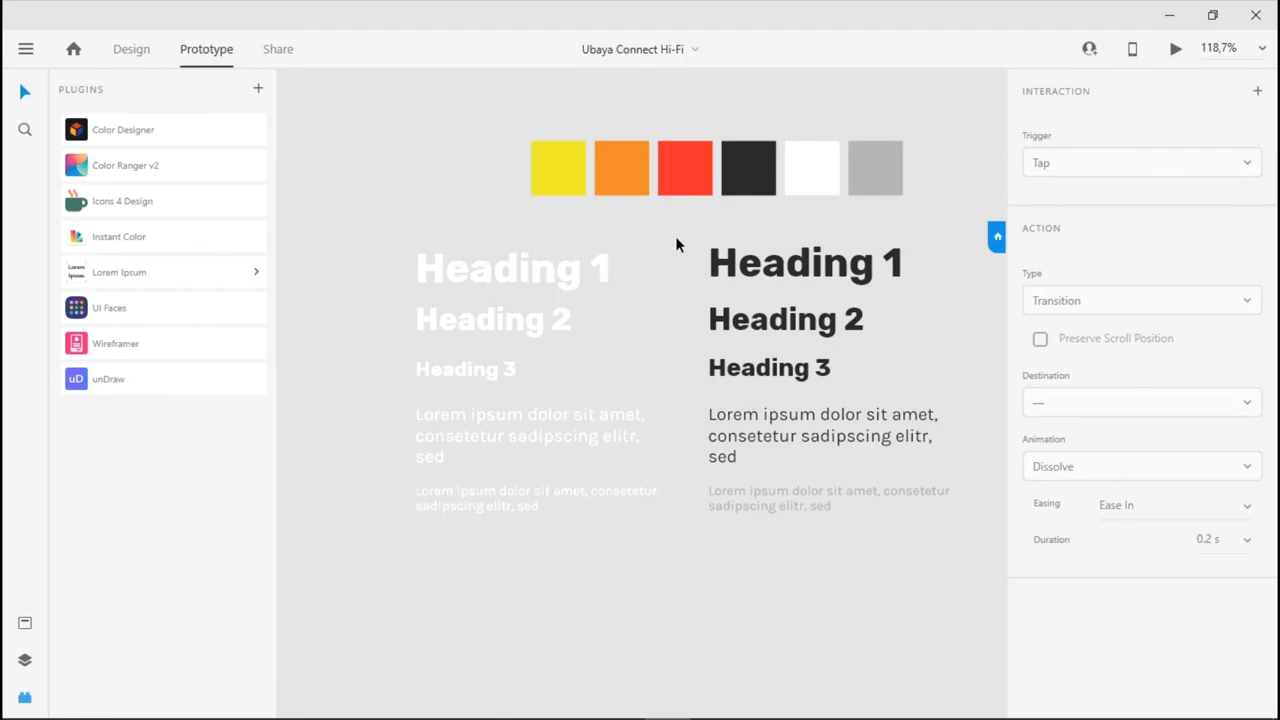 Design
Prototype
Share
Ubaya Connect Hi-Fi
118,7%
PLUGINS
Color Designer
Color Ranger v2
Icons 4 Design
Instant Color
Lorem
Ipsum
Lorem Ipsum
UI Faces
Wireframer
uD
unDraw
Heading 1
Heading 2
Heading 3
Lorem ipsum dolor sit amet,
consetetur sadipscing elitr,
sed
Lorem ipsum dolor sit amet, consetetur
sadipscing elitr, sed
Heading 1
Heading 2
Heading 3
Lorem ipsum dolor sit amet,
consetetur sadipscing elitr,
sed
Lorem ipsum dolor sit amet, consetetur
sadipscing elitr, sed
INTERACTION
Trigger
Tap
ACTION
Type
Transition
Preserve Scroll Position
Destination
—
Animation
Dissolve
Easing
Ease In
Duration
0.2 s